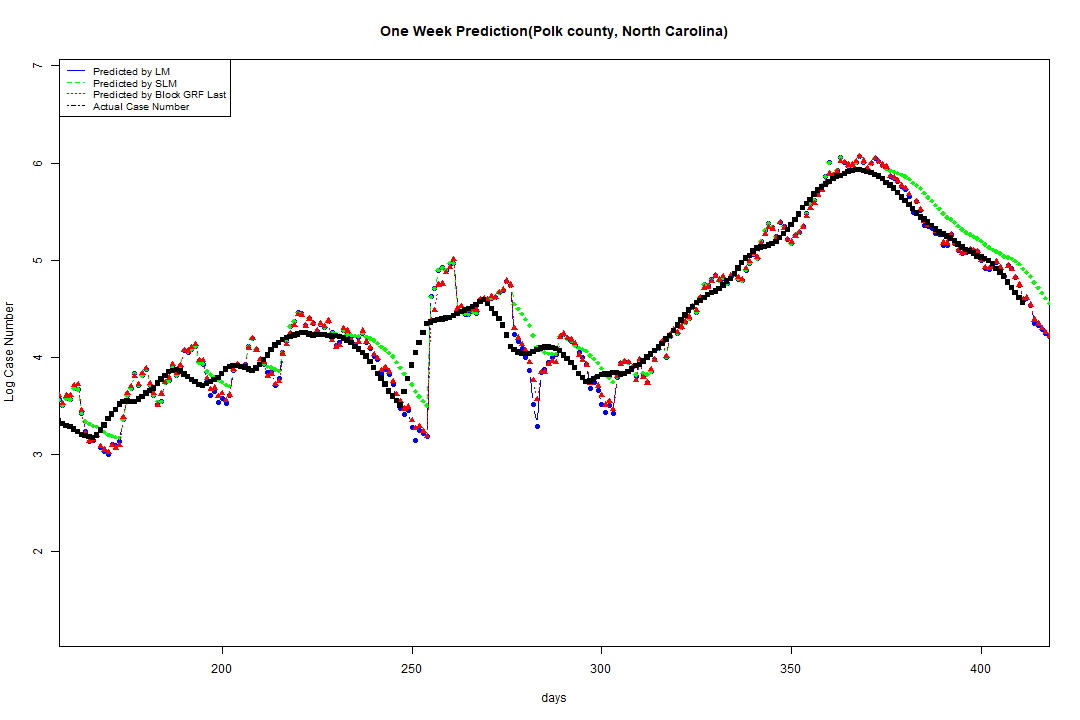 One Week Prediction(Polk county, North Carolina)
Predicted by LM
Predicted by SLM
Predicted by Block GRF Last
Actual Case Number
7
6
5
4
3
2
Log Case Number
200 250 300 350 400
days